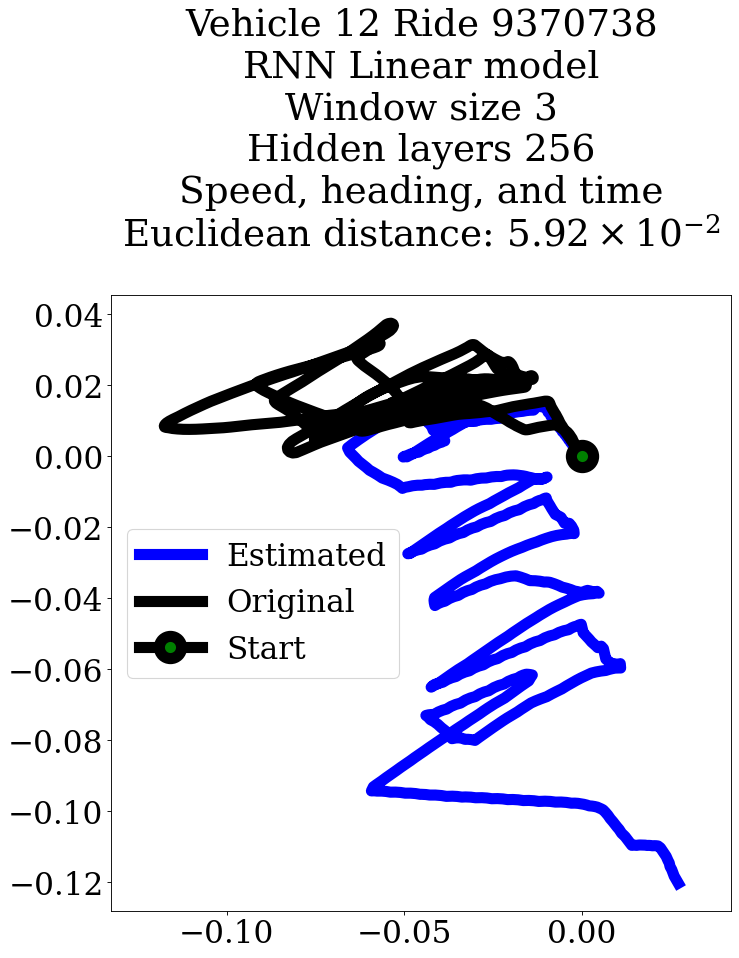 Vehicle 12 Ride 9370738
RNN Linear model
Window size 3
Hidden layers 256
Speed, heading, and time
Euclidean distance: 5.92 × 10⁻²
0.04
0.02
0.00
−0.02
−0.04
−0.06
−0.08
−0.10
−0.12
Estimated
Original
Start
−0.10 −0.05 0.00